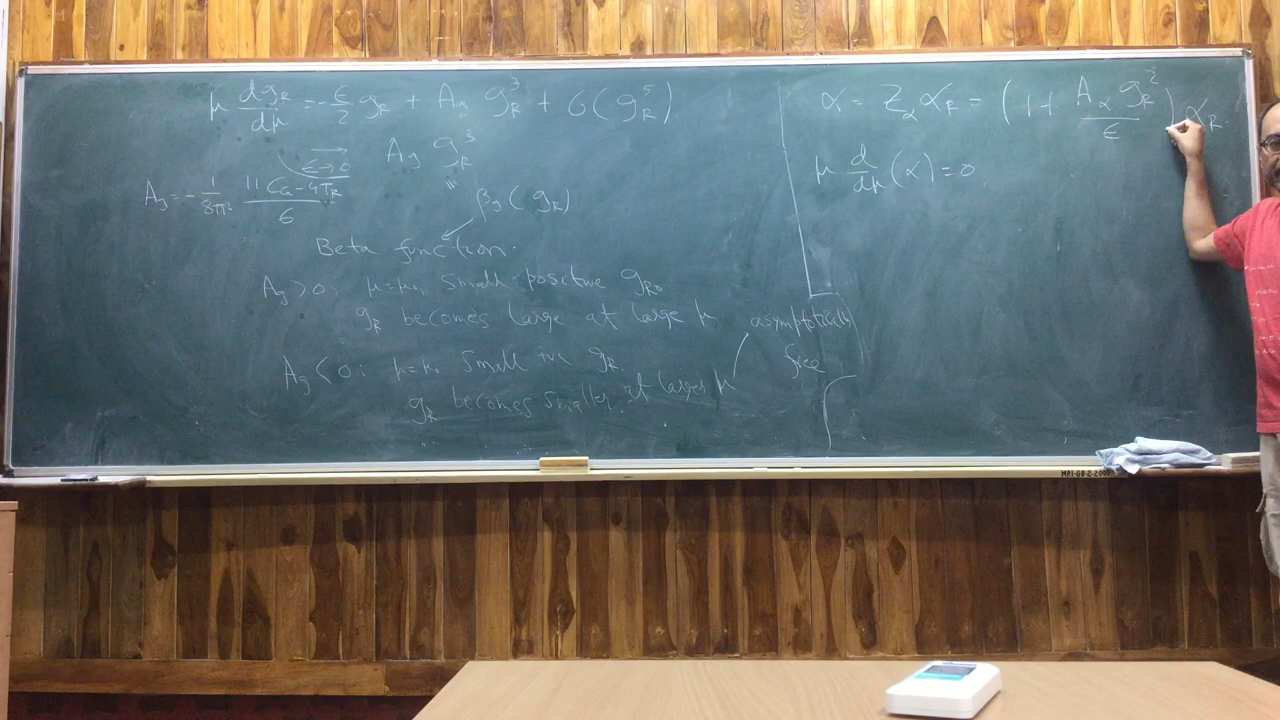 μ dg_R/dμ = -ε/2 g_R + A_g g_R^3 + O(g_R^5)
ε→0
A_g g_R^3
A_g = -1/8π² (11 C_G - 4T_R)/6
"
β_g(g_R)
Beta function.
A_g > 0: μ=μ_0 small positive g_R0
g_R becomes large at large μ
A_g < 0: μ=μ_0 small +ve g_R.
g_R becomes smaller at larger μ
asymptotically
free
α = Z_α α_R = (1 + A_α g_R^2/ε) α_R
μ d/dμ (α) = 0